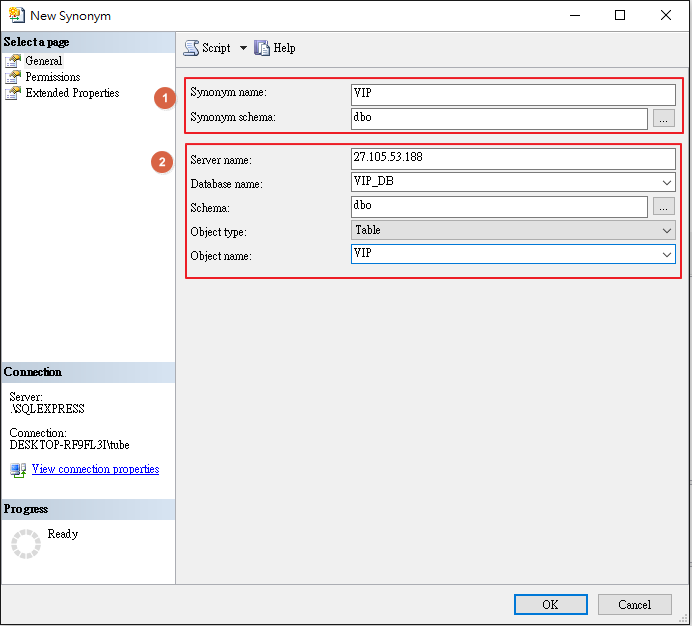 New Synonym
Select a page
General
Permissions
Extended Properties
Script
Help
1
Synonym name: VIP
Synonym schema: dbo ...
2
Server name: 27.105.53.188
Database name: VIP_DB
Schema: dbo ...
Object type: Table
Object name: VIP
Connection
Server:
.\SQLEXPRESS
Connection:
DESKTOP-RF9FL3I\tube
View connection properties
Progress
Ready
OK Cancel